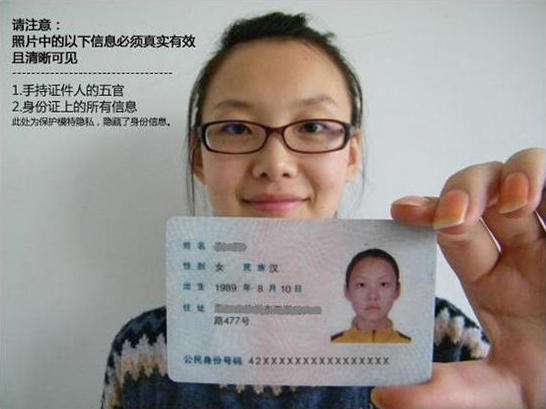 请注意：
照片中的以下信息必须真实有效
且清晰可见
--------------------------------
1.手持证件人的五官
2.身份证上的所有信息
此处为保护模特隐私，隐藏了身份信息。
姓名
性别 女 民族 汉
出生 1989 年 8 月 10 日
住址
路477号
公民身份号码 42XXXXXXXXXXXXXXXX